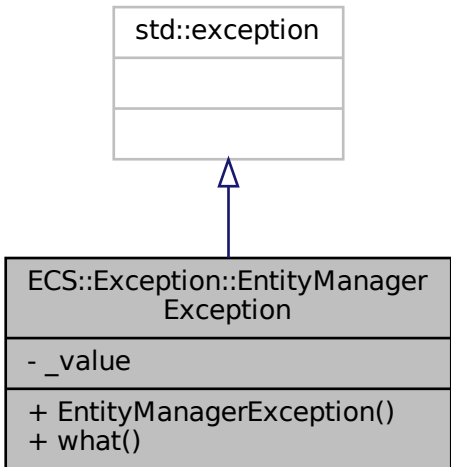 std::exception
ECS::Exception::EntityManager
Exception
- _value
+ EntityManagerException()
+ what()